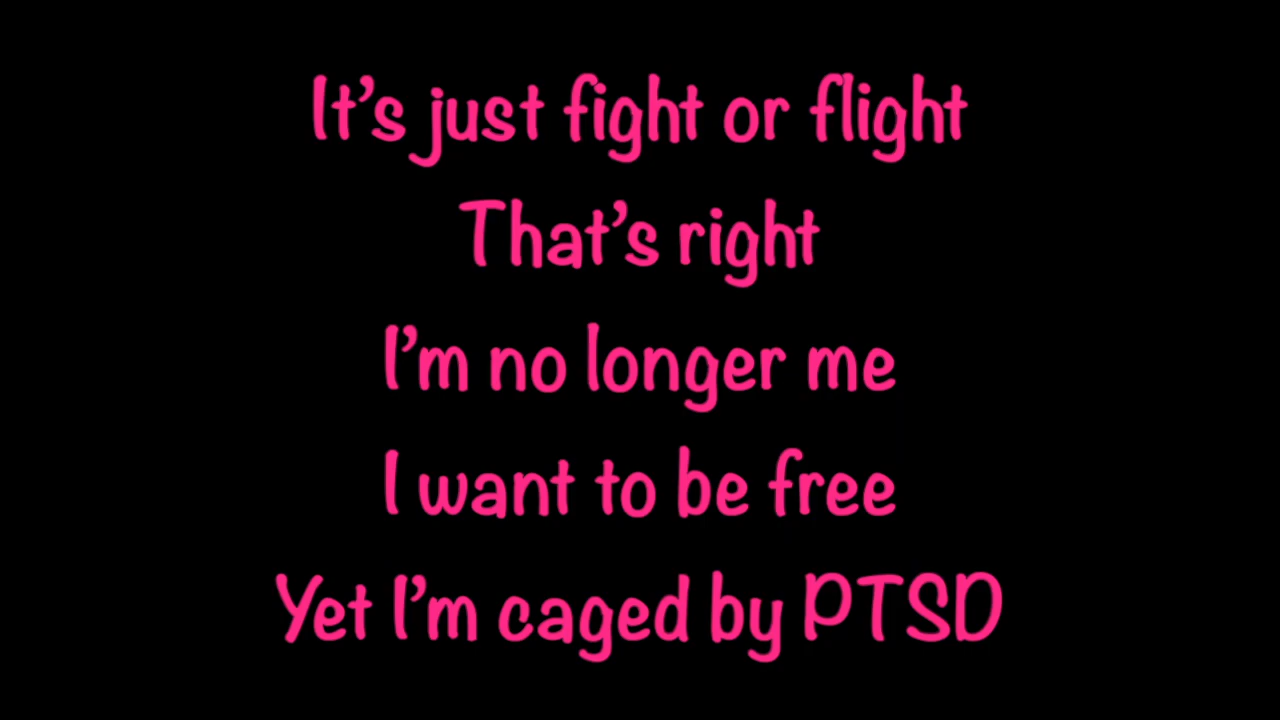 It’s just fight or flight
That’s right
I’m no longer me
I want to be free
Yet I’m caged by PTSD